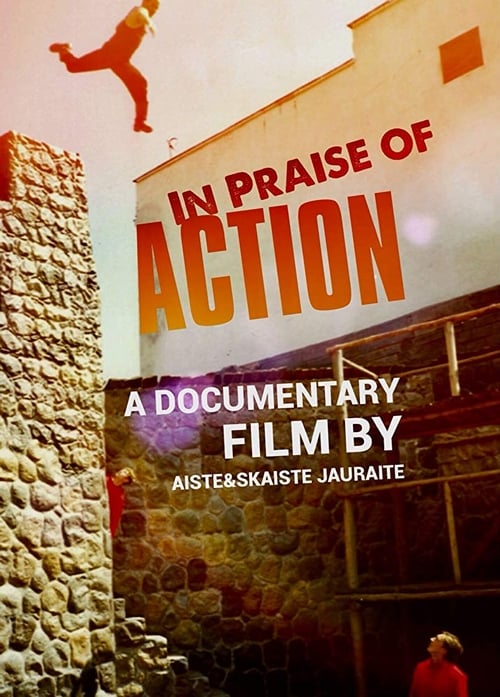 IN PRAISE OF
ACTION
A DOCUMENTARY
FILM BY
AISTE&SKAISTE JAURAITE